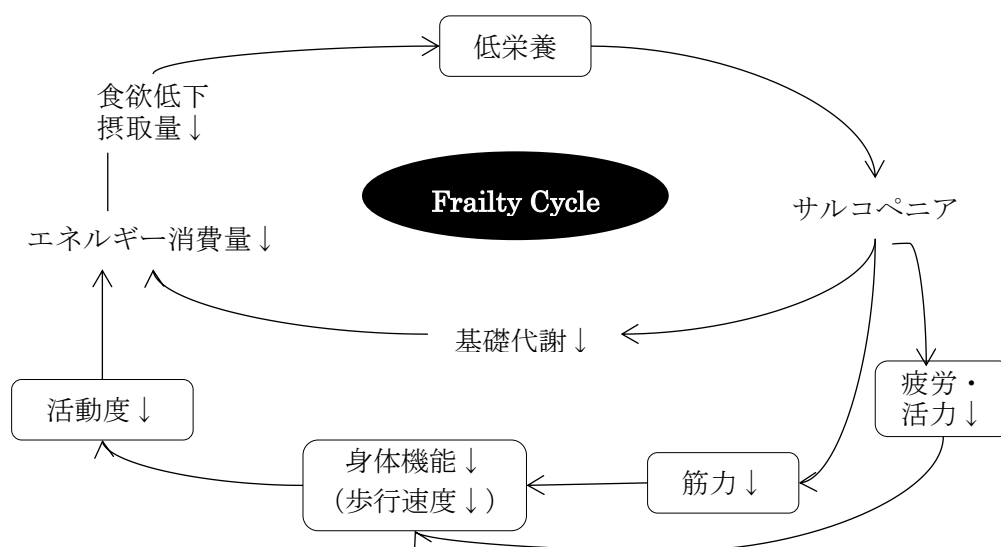 低栄養
食欲低下
摂取量↓
Frailty Cycle
サルコペニア
エネルギー消費量↓
基礎代謝↓
疲労・
活力↓
活動度↓
身体機能↓
（歩行速度↓）
筋力↓